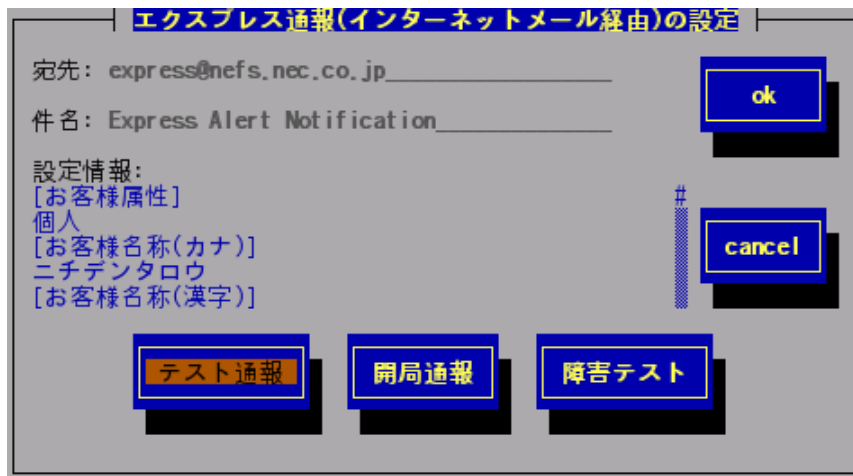 エクスプレス通報(インターネットメール経由)の設定
宛先: express@nefs.nec.co.jp_________________
件名: Express Alert Notification_____________
ok
設定情報:
[お客様属性]
個人
[お客様名称(カナ)]
ニチデンタロウ
[お客様名称(漢字)]
#
cancel
テスト通報
開局通報
障害テスト